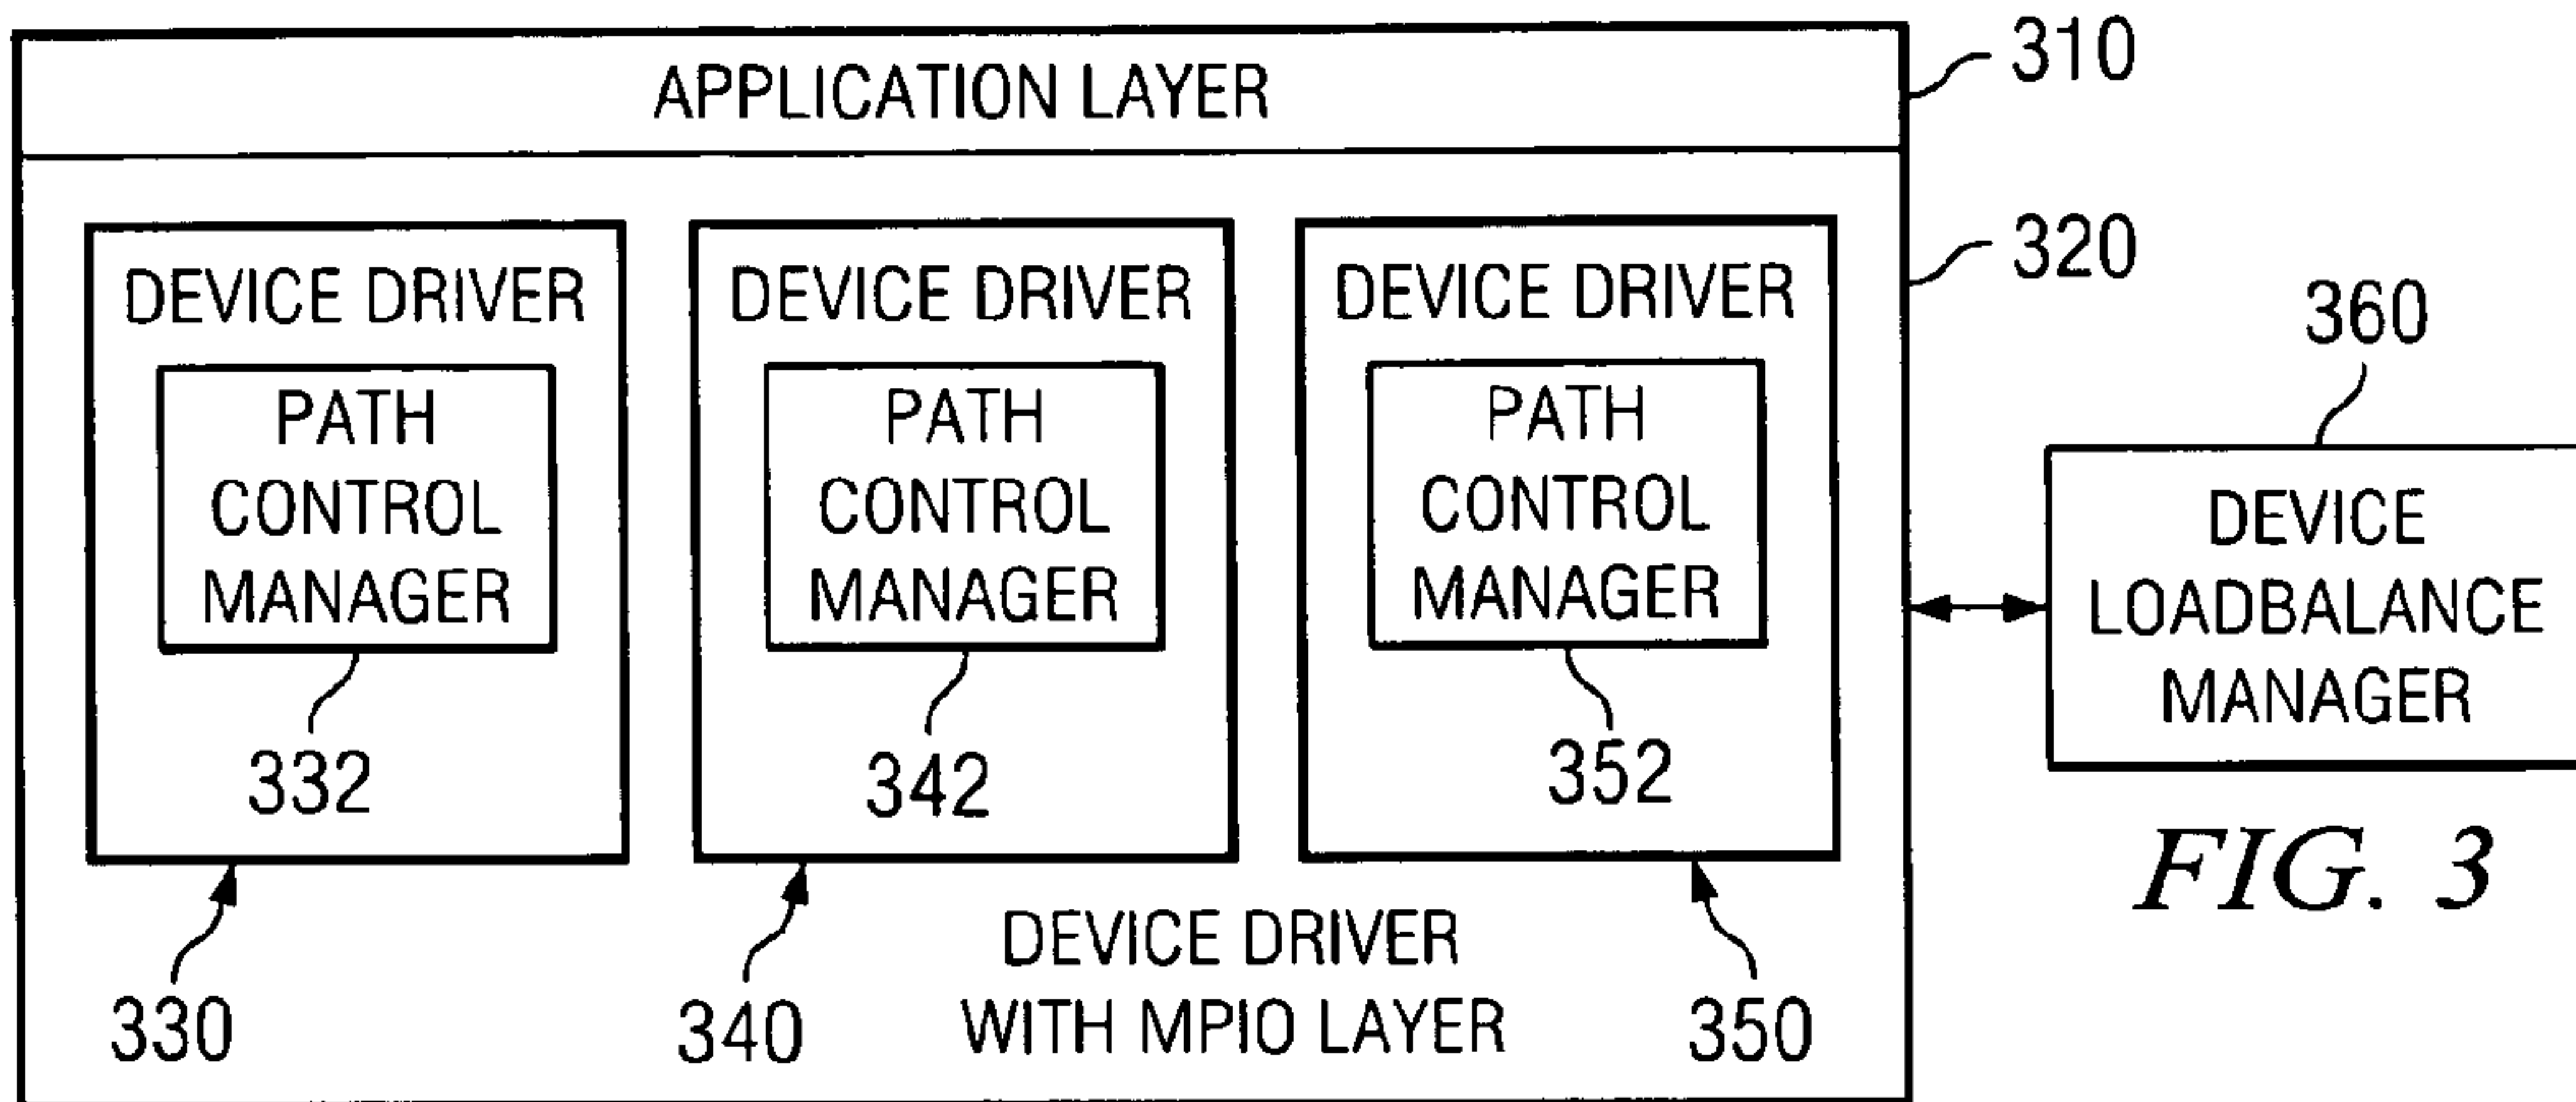 APPLICATION LAYER
310
320
DEVICE DRIVER
PATH
CONTROL
MANAGER
332
330
DEVICE DRIVER
PATH
CONTROL
MANAGER
342
340
DEVICE DRIVER
PATH
CONTROL
MANAGER
352
350
DEVICE DRIVER
WITH MPIO LAYER
360
DEVICE
LOADBALANCE
MANAGER
FIG. 3